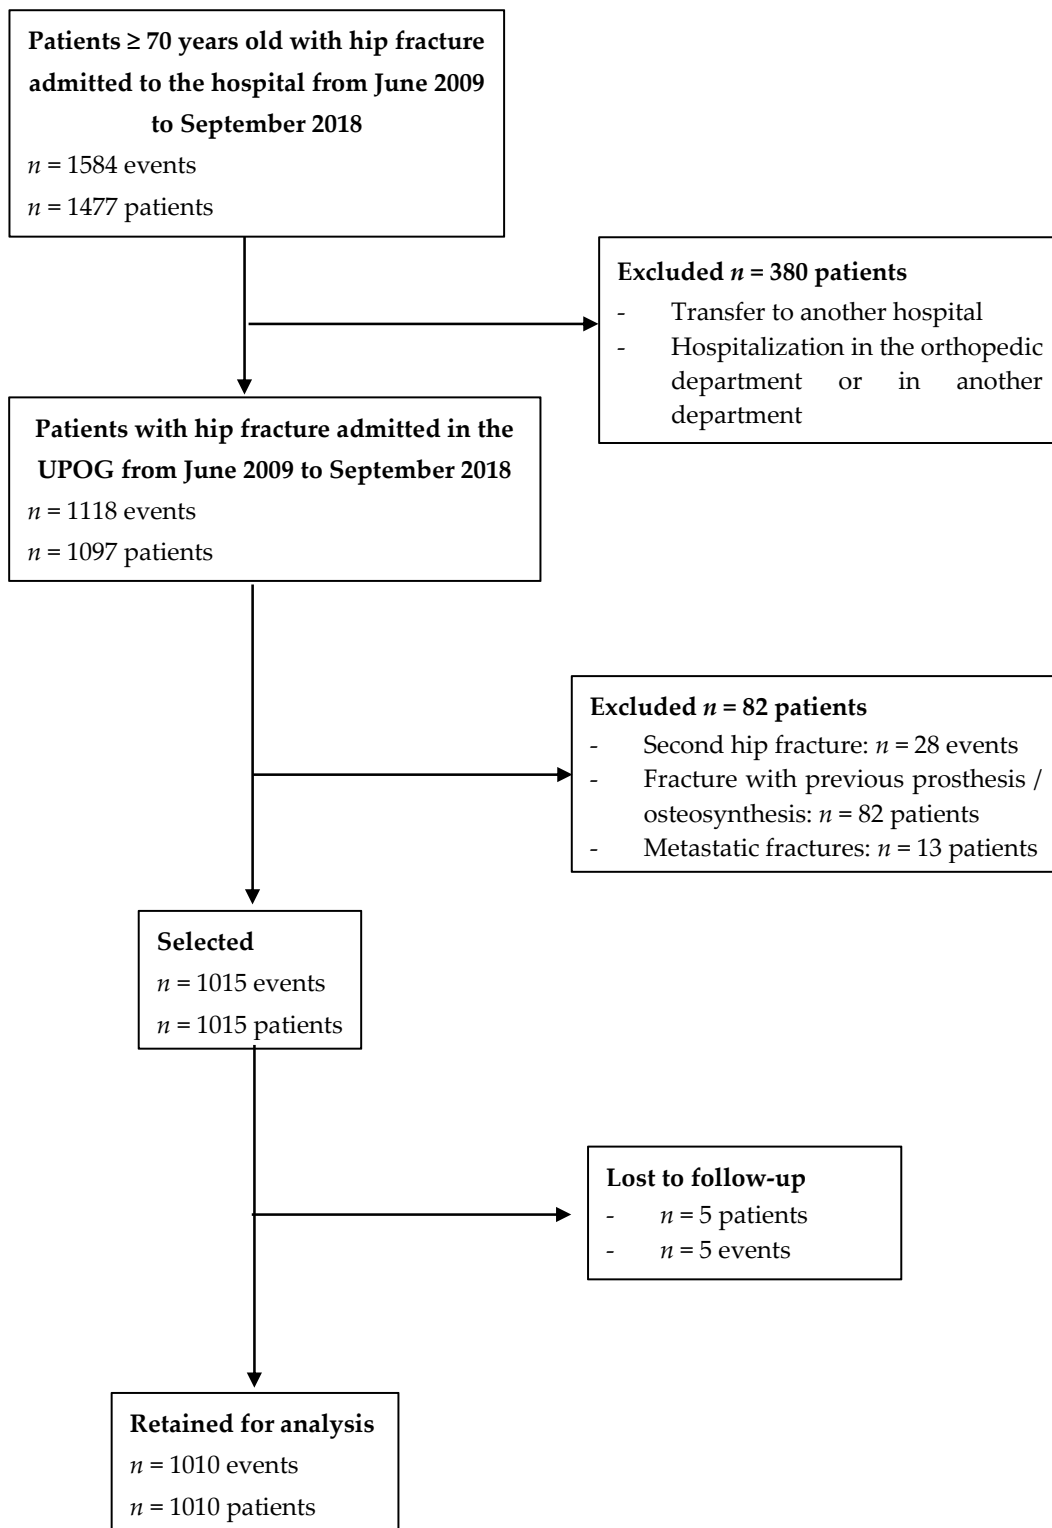 Patients ≥ 70 years old with hip fracture
admitted to the hospital from June 2009
to September 2018
n = 1584 events
n = 1477 patients
Excluded n = 380 patients
- Transfer to another hospital
- Hospitalization in the orthopedic
department or in another
department
Patients with hip fracture admitted in the
UPOG from June 2009 to September 2018
n = 1118 events
n = 1097 patients
Excluded n = 82 patients
- Second hip fracture: n = 28 events
- Fracture with previous prosthesis /
osteosynthesis: n = 82 patients
- Metastatic fractures: n = 13 patients
Selected
n = 1015 events
n = 1015 patients
Lost to follow-up
- n = 5 patients
- n = 5 events
Retained for analysis
n = 1010 events
n = 1010 patients